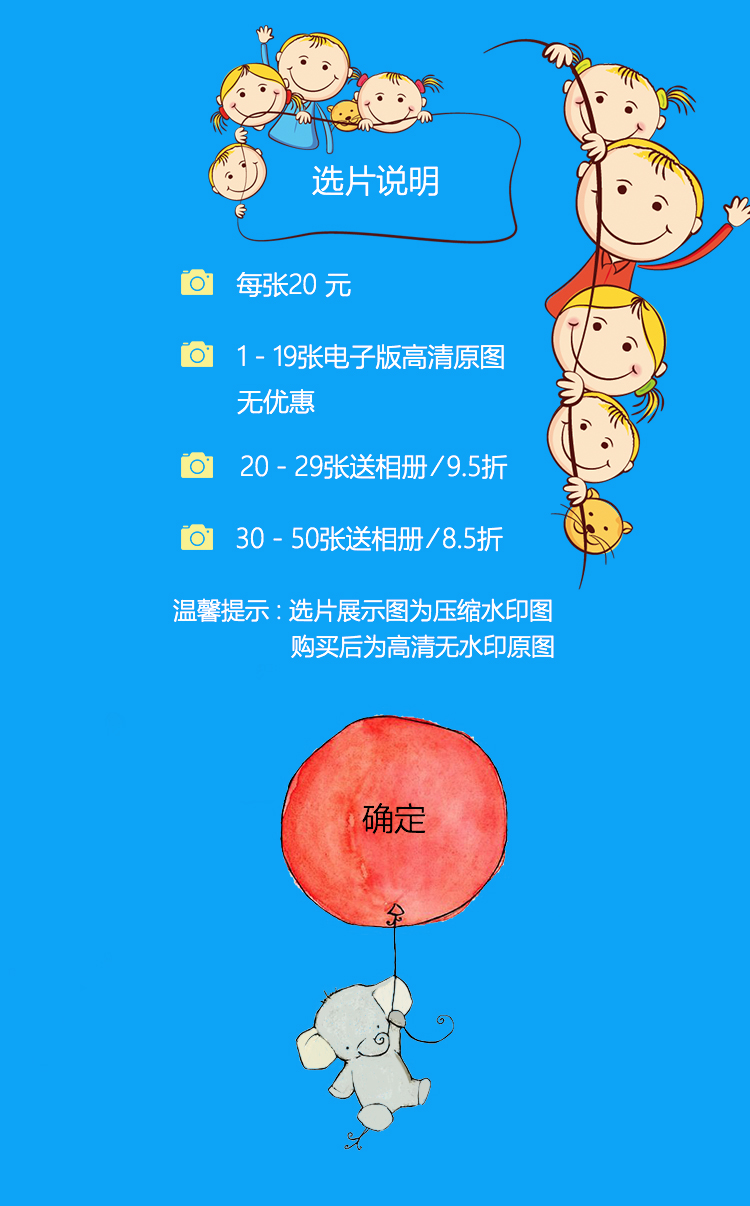 选片说明
每张20 元
1 - 19张电子版高清原图
无优惠
20 - 29张送相册/9.5折
30 - 50张送相册/8.5折
温馨提示：选片展示图为压缩水印图
购买后为高清无水印原图
确定